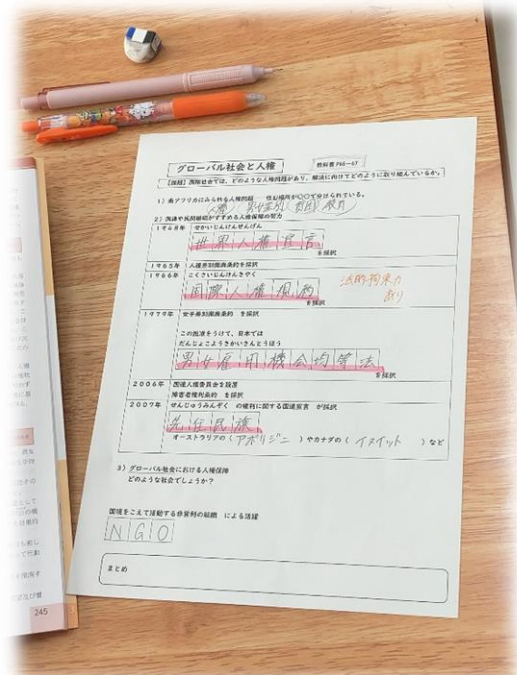 グローバル社会と人権
教科書 P66−67
【課題】国際社会では、どのような人権問題があり、解決に向けてどのように取り組んでいるか。
1）南アフリカにみられる人権問題　住む場所が〇〇で分けられている。
2）国連や民間組織がすすめる人権保障の努力
1948年　せかいじんけんせんげん
世界人権宣言
を採択
1965年　人種差別撤廃条約を採択
1966年　こくさいじんけんきやく
国際人権規約
を採択
法的拘束力
あり
1979年　女子差別撤廃条約　を採択
この批准をうけて、日本では
だんじょこようきかいきんとうほう
男女雇用機会均等法
を採択
2006年　国連人権委員会を設置
障害者権利条約　を採択
2007年　せんじゅうみんぞく　の権利に関する国連宣言　が採択
先住民族
オーストラリアの（アボリジニ）やカナダの（イヌイット）など
3）グローバル社会における人権保障
どのような社会でしょうか？
国境をこえて活動する非営利の組織　による活躍
NGO
まとめ
245